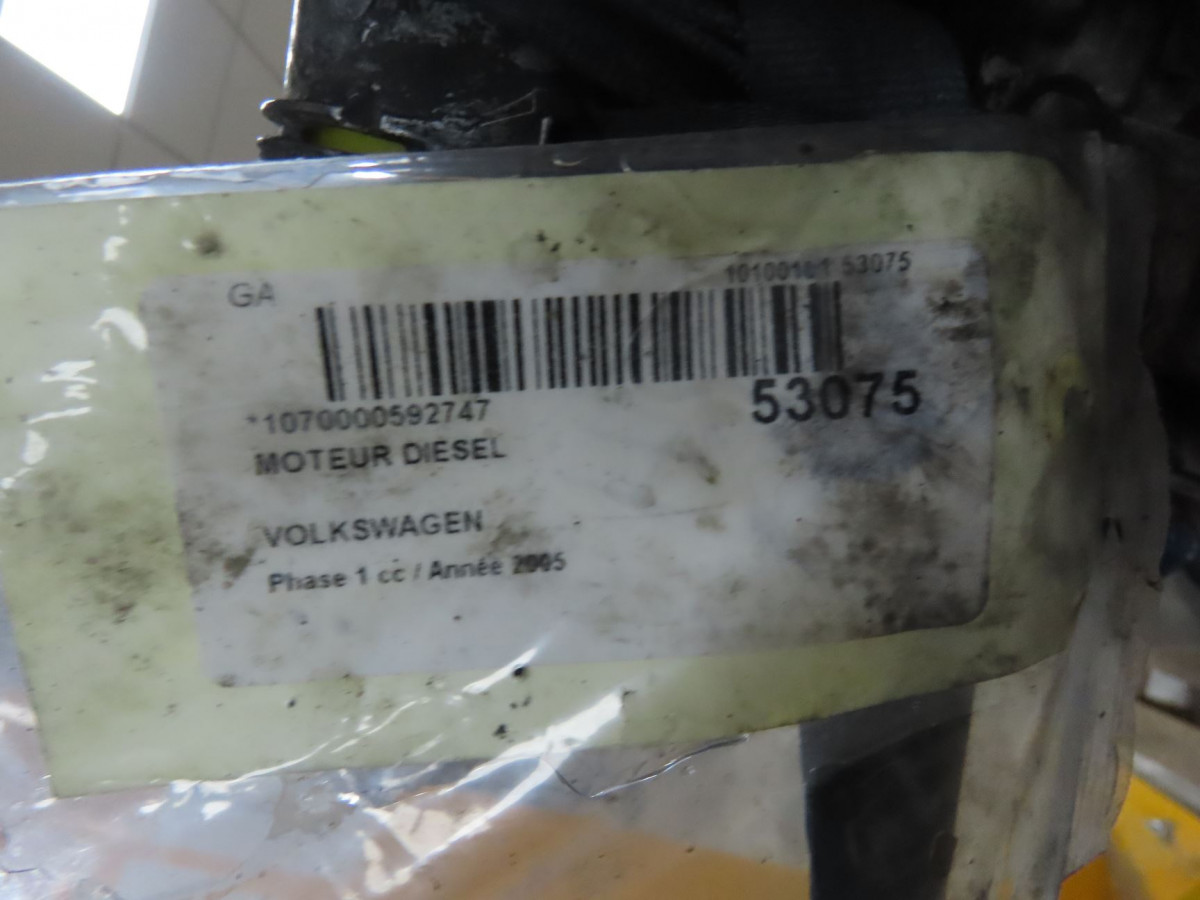 GA
10100101 53075
*1070000592747
53075
MOTEUR DIESEL
VOLKSWAGEN
Phase 1 cc / Année 2005